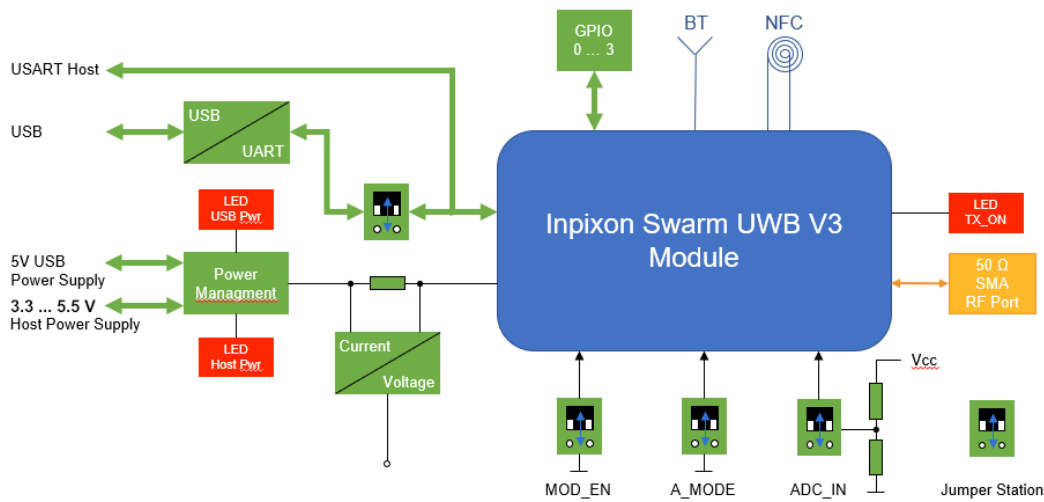 GPIO
0 ... 3
BT
NFC
USART Host
USB
USB
UART
LED
USB Pwr
Inpixon Swarm UWB V3
Module
LED
TX_ON
5V USB
Power Supply
3.3 ... 5.5 V
Host Power Supply
Power
Managment
50 Ω
SMA
RF Port
LED
Host Pwr
Current
Voltage
Vcc
MOD_EN
A_MODE
ADC_IN
Jumper Station